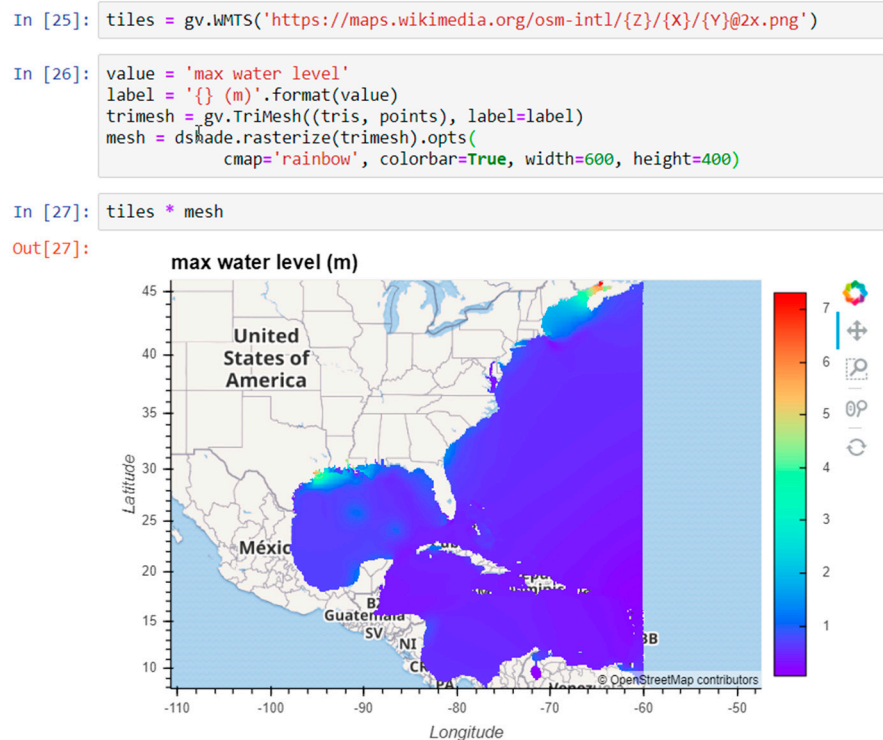 In [25]: tiles = gv.WMTS('https://maps.wikimedia.org/osm-intl/{Z}/{X}/{Y}@2x.png')
In [26]: value = 'max water level'
label = '{} (m)'.format(value)
trimesh = gv.TriMesh((tris, points), label=label)
mesh = dshade.rasterize(trimesh).opts(
cmap='rainbow', colorbar=True, width=600, height=400)
In [27]: tiles * mesh
Out[27]:
max water level (m)
45
40
35
30
25
20
15
10
Latitude
United
States of
America
Méxic
Guatemala
SV
NI
© OpenStreetMap contributors
-110 -100 -90 -80 -70 -60 -50
Longitude
7
6
5
4
3
2
1